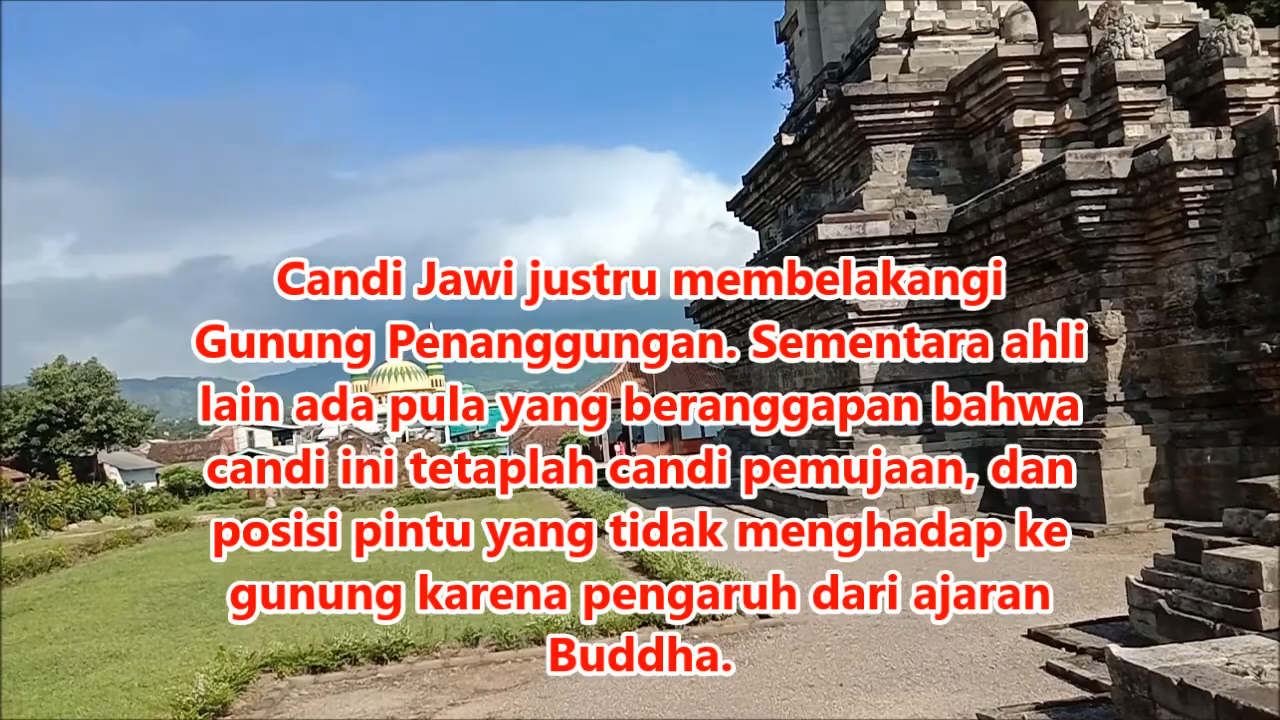 Candi Jawi justru membelakangi
Gunung Penanggungan. Sementara ahli
lain ada pula yang beranggapan bahwa
candi ini tetaplah candi pemujaan, dan
posisi pintu yang tidak menghadap ke
gunung karena pengaruh dari ajaran
Buddha.